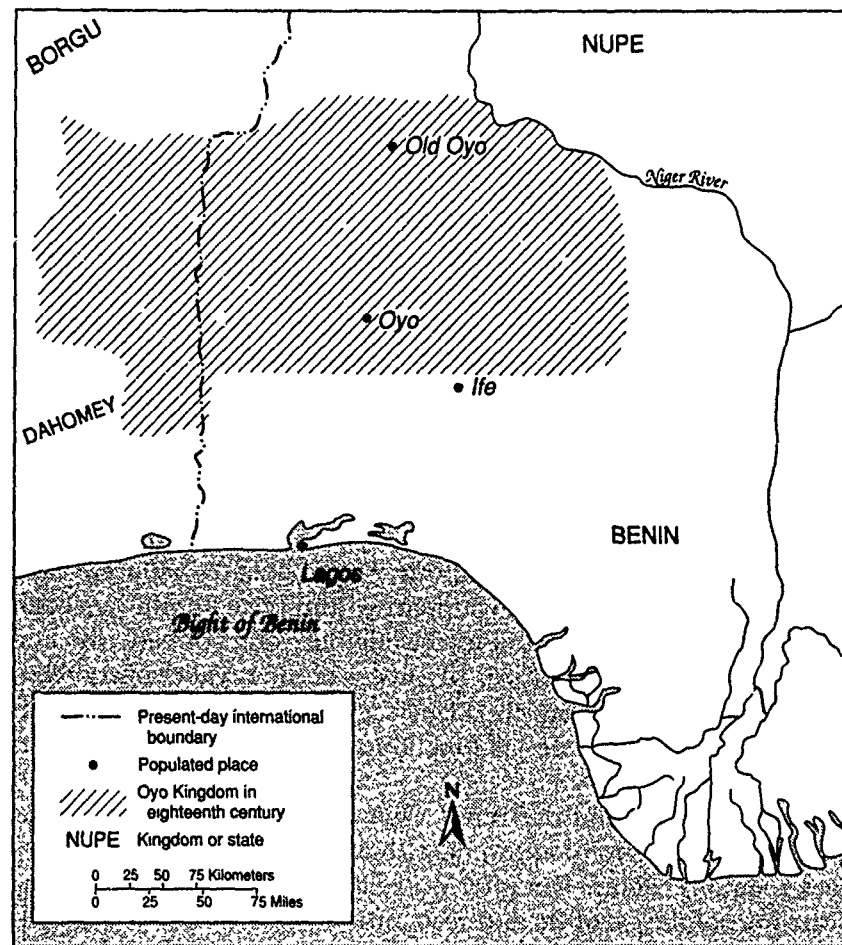 BORGU
NUPE
Old Oyo
Niger River
Oyo
Ife
DAHOMEY
BENIN
Lagos
Bight of Benin
Present-day international
boundary
Populated place
Oyo Kingdom in
eighteenth century
NUPE Kingdom or state
0 25 50 75 Kilometers
0 25 50 75 Miles
N